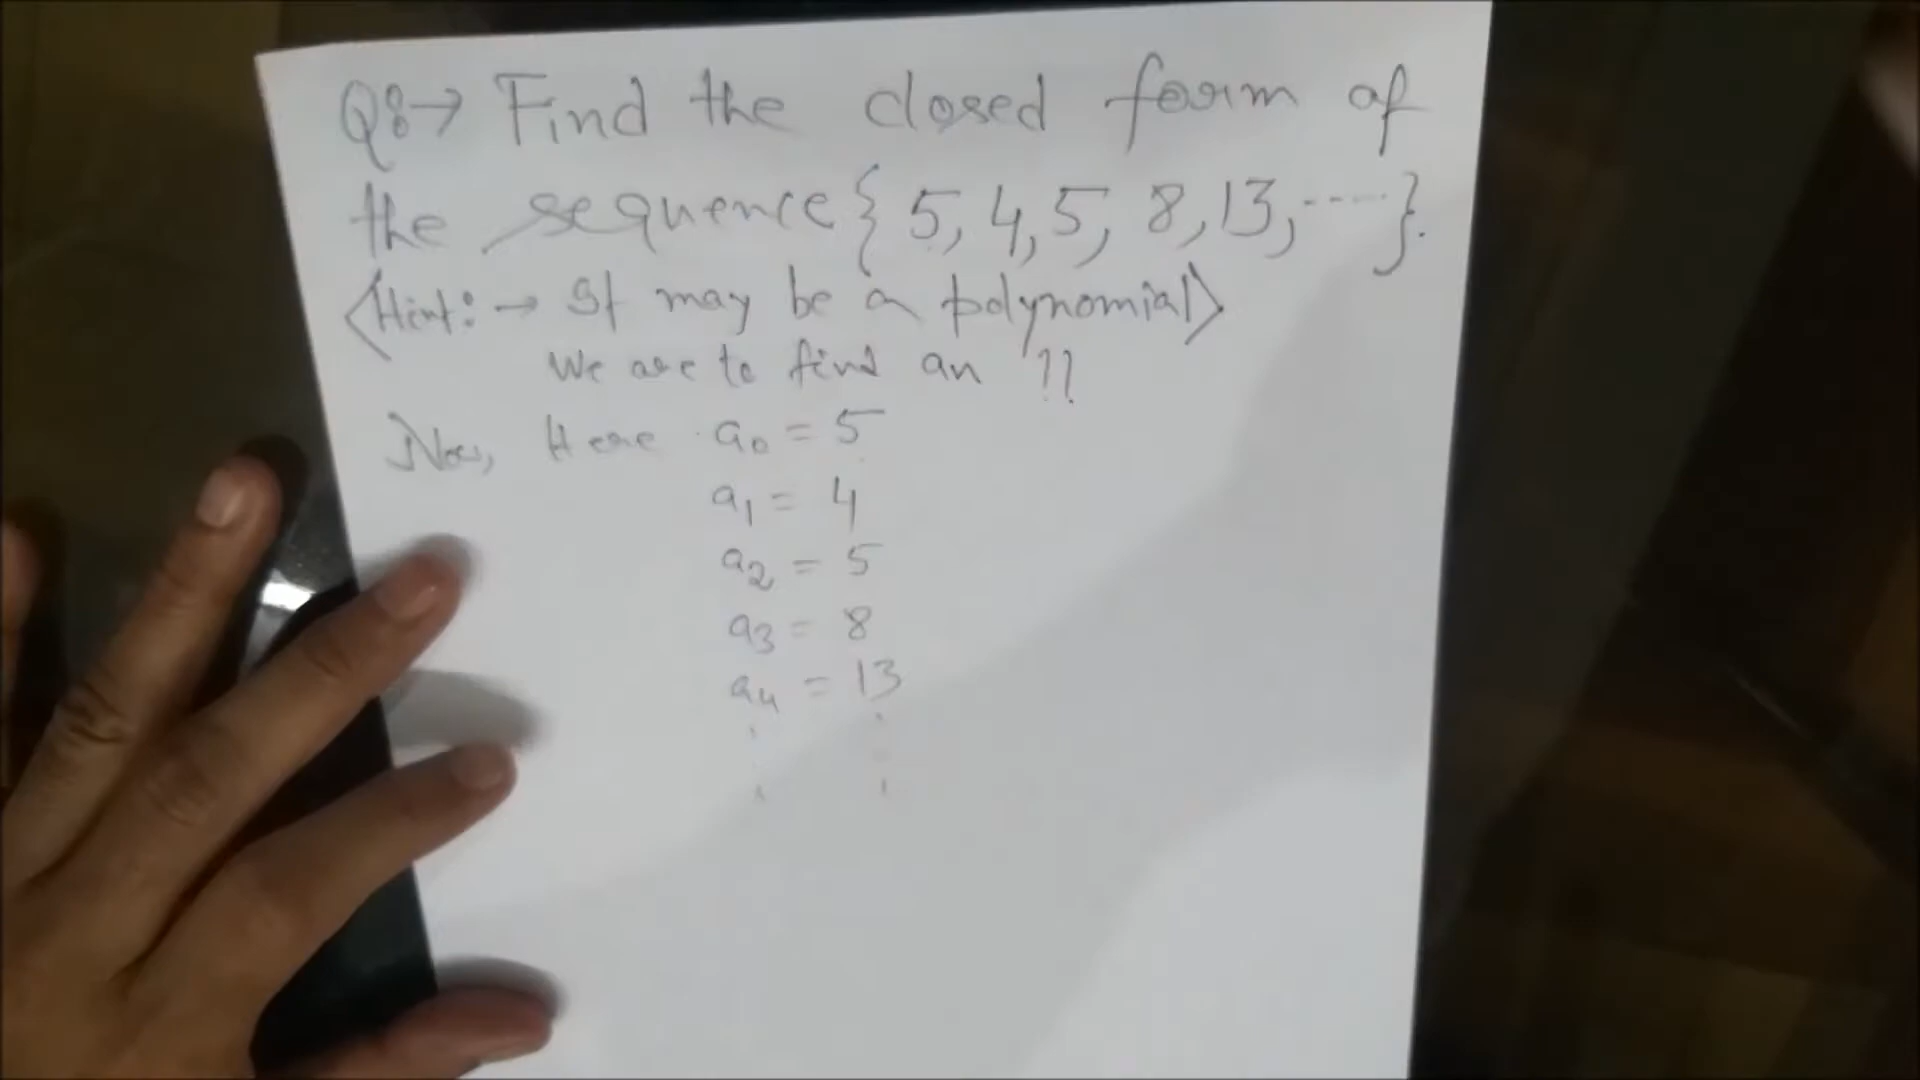 Q:→ Find the closed form of
the sequence { 5, 4, 5, 8, 13, ---- }.
<Hint: → It may be a polynomial>
We are to find an ??
Now, Here a₀ = 5
a₁ = 4
a₂ = 5
a₃ = 8
a₄ = 13